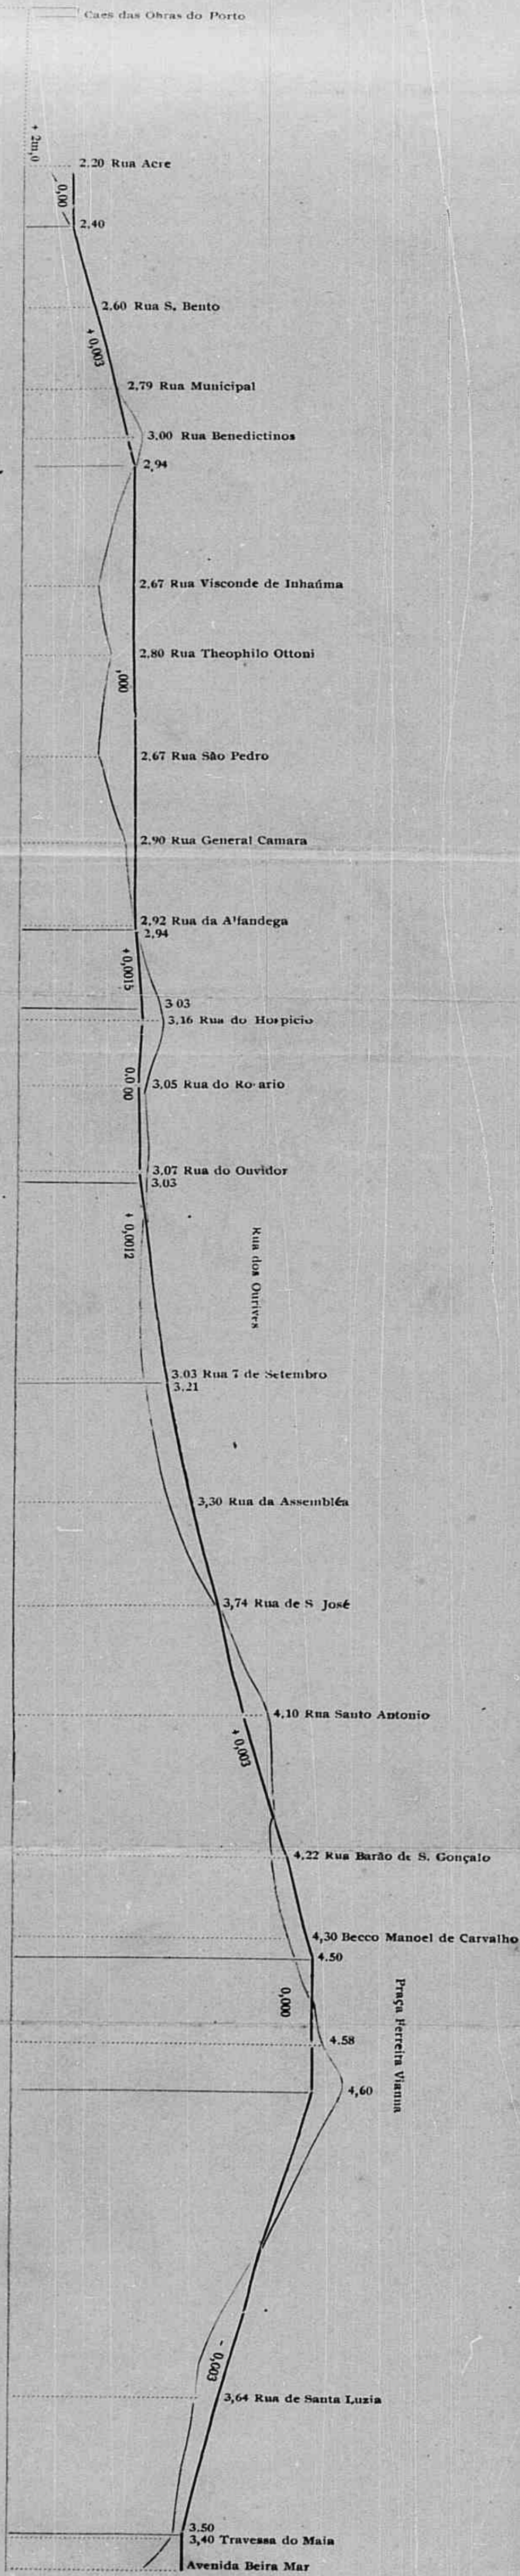 Caes das Obras do Porto
+ 2m,0
2.20 Rua Acre
0,00
2,40
2.60 Rua S. Bento
+ 0,003
2,79 Rua Municipal
3,00 Rua Benedictinos
2,94
2,67 Rua Visconde de Inhaúma
2,80 Rua Theophilo Ottoni
,000
2,67 Rua São Pedro
2,90 Rua General Camara
2,92 Rua da Alfandega
2,94
+ 0,0015
3 03
3,16 Rua do Hospicio
0,0 00
3,05 Rua do Ro ario
3,07 Rua do Ouvidor
3,03
+ 0,0012
Rua dos Ourives
3.03 Rua 7 de Setembro
3,21
3,30 Rua da Assembléa
3,74 Rua de S José
4,10 Rua Santo Antonio
+ 0,003
4,22 Rua Barão de S. Gonçalo
4,30 Becco Manoel de Carvalho
4.50
0,000
Praça Ferreira Vianna
4.58
4,60
- 0,003
3,64 Rua de Santa Luzia
3.50
3,40 Travessa do Maia
Avenida Beira Mar